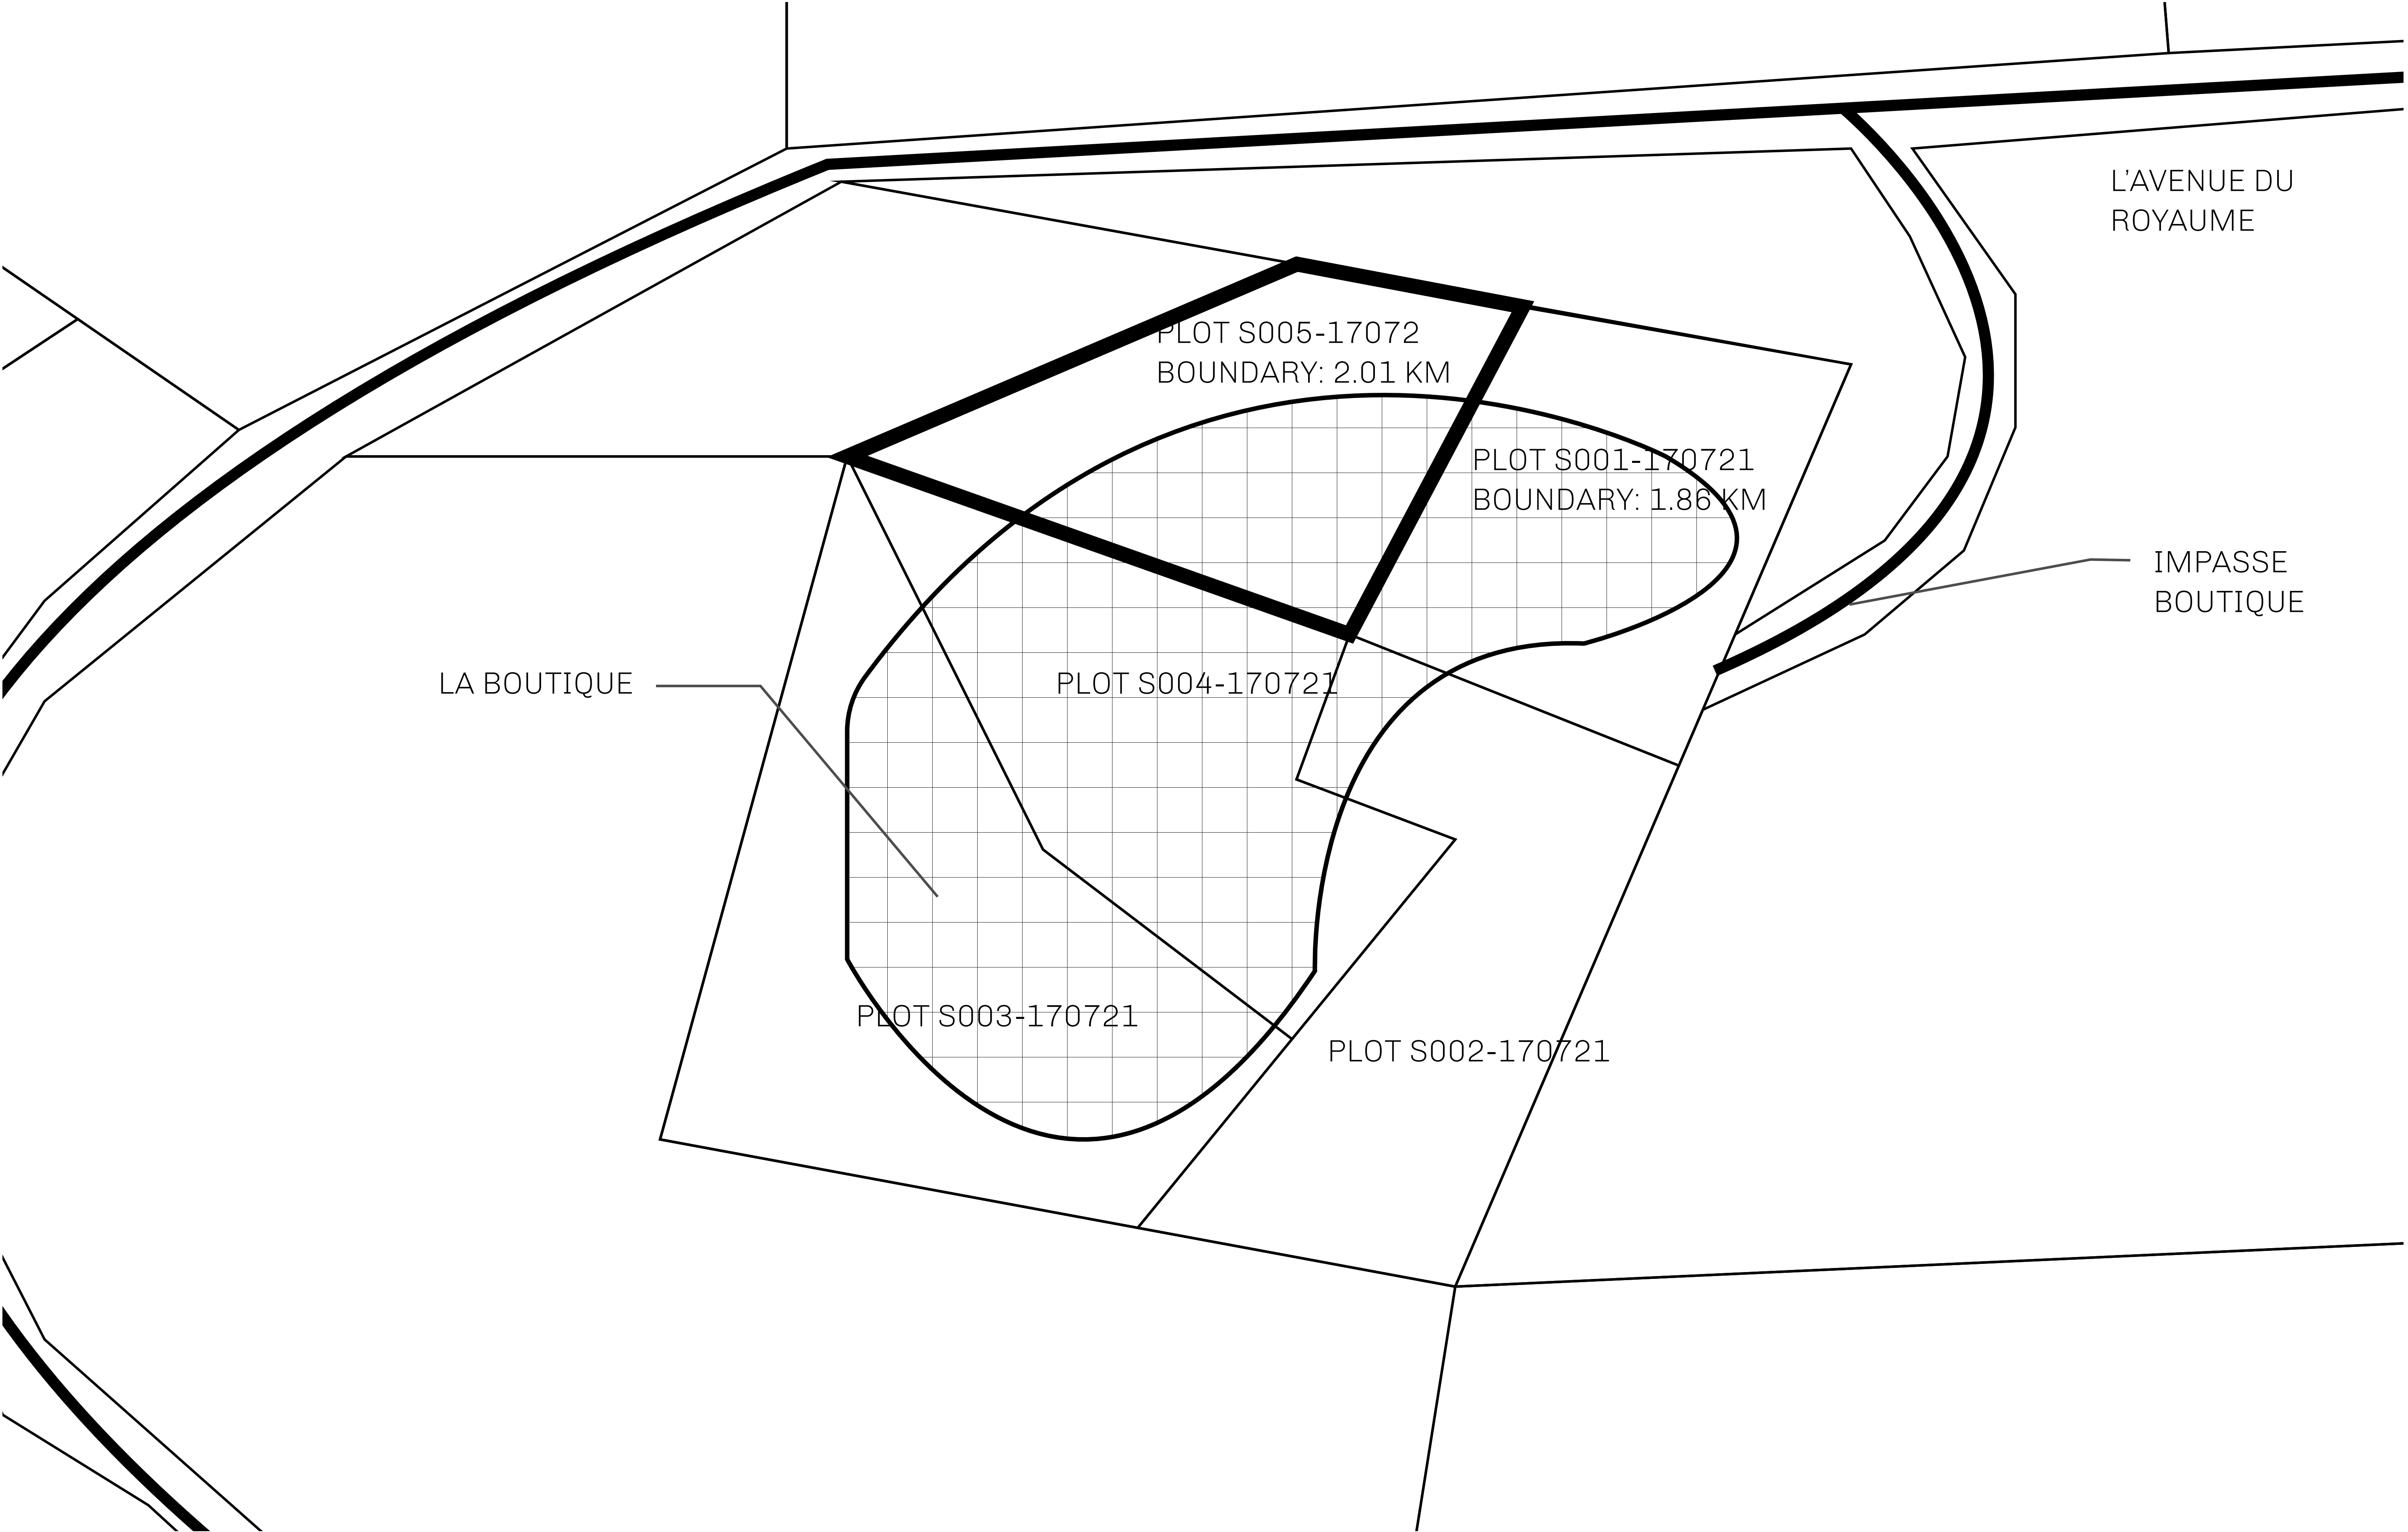 L'AVENUE DU
ROYAUME
PLOT S005-17072
BOUNDARY: 2.01 KM
PLOT S001-170721
BOUNDARY: 1.86 KM
IMPASSE
BOUTIQUE
LA BOUTIQUE
PLOT S004-170721
PLOT S003-170721
PLOT S002-170721